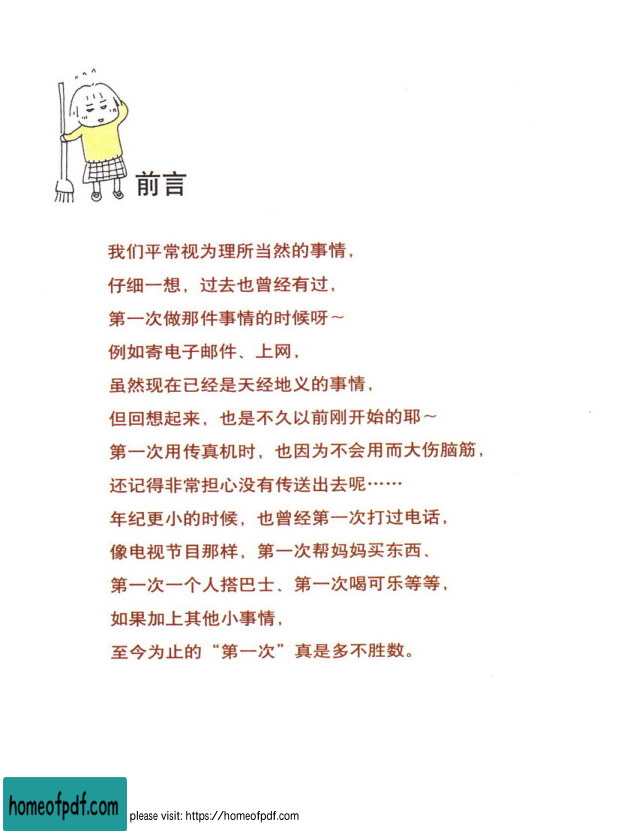 前言
我们平常视为理所当然的事情，
仔细一想，过去也曾经有过，
第一次做那件事情的时候呀～
例如寄电子邮件、上网，
虽然现在已经是天经地义的事情，
但回想起来，也是不久以前刚开始的耶～
第一次用传真机时，也因为不会用而大伤脑筋，
还记得非常担心没有传送出去呢……
年纪更小的时候，也曾经第一次打过电话，
像电视节目那样，第一次帮妈妈买东西、
第一次一个人搭巴士、第一次喝可乐等等，
如果加上其他小事情，
至今为止的“第一次”真是多不胜数。
homeofpdf.com
please visit: https://homeofpdf.com